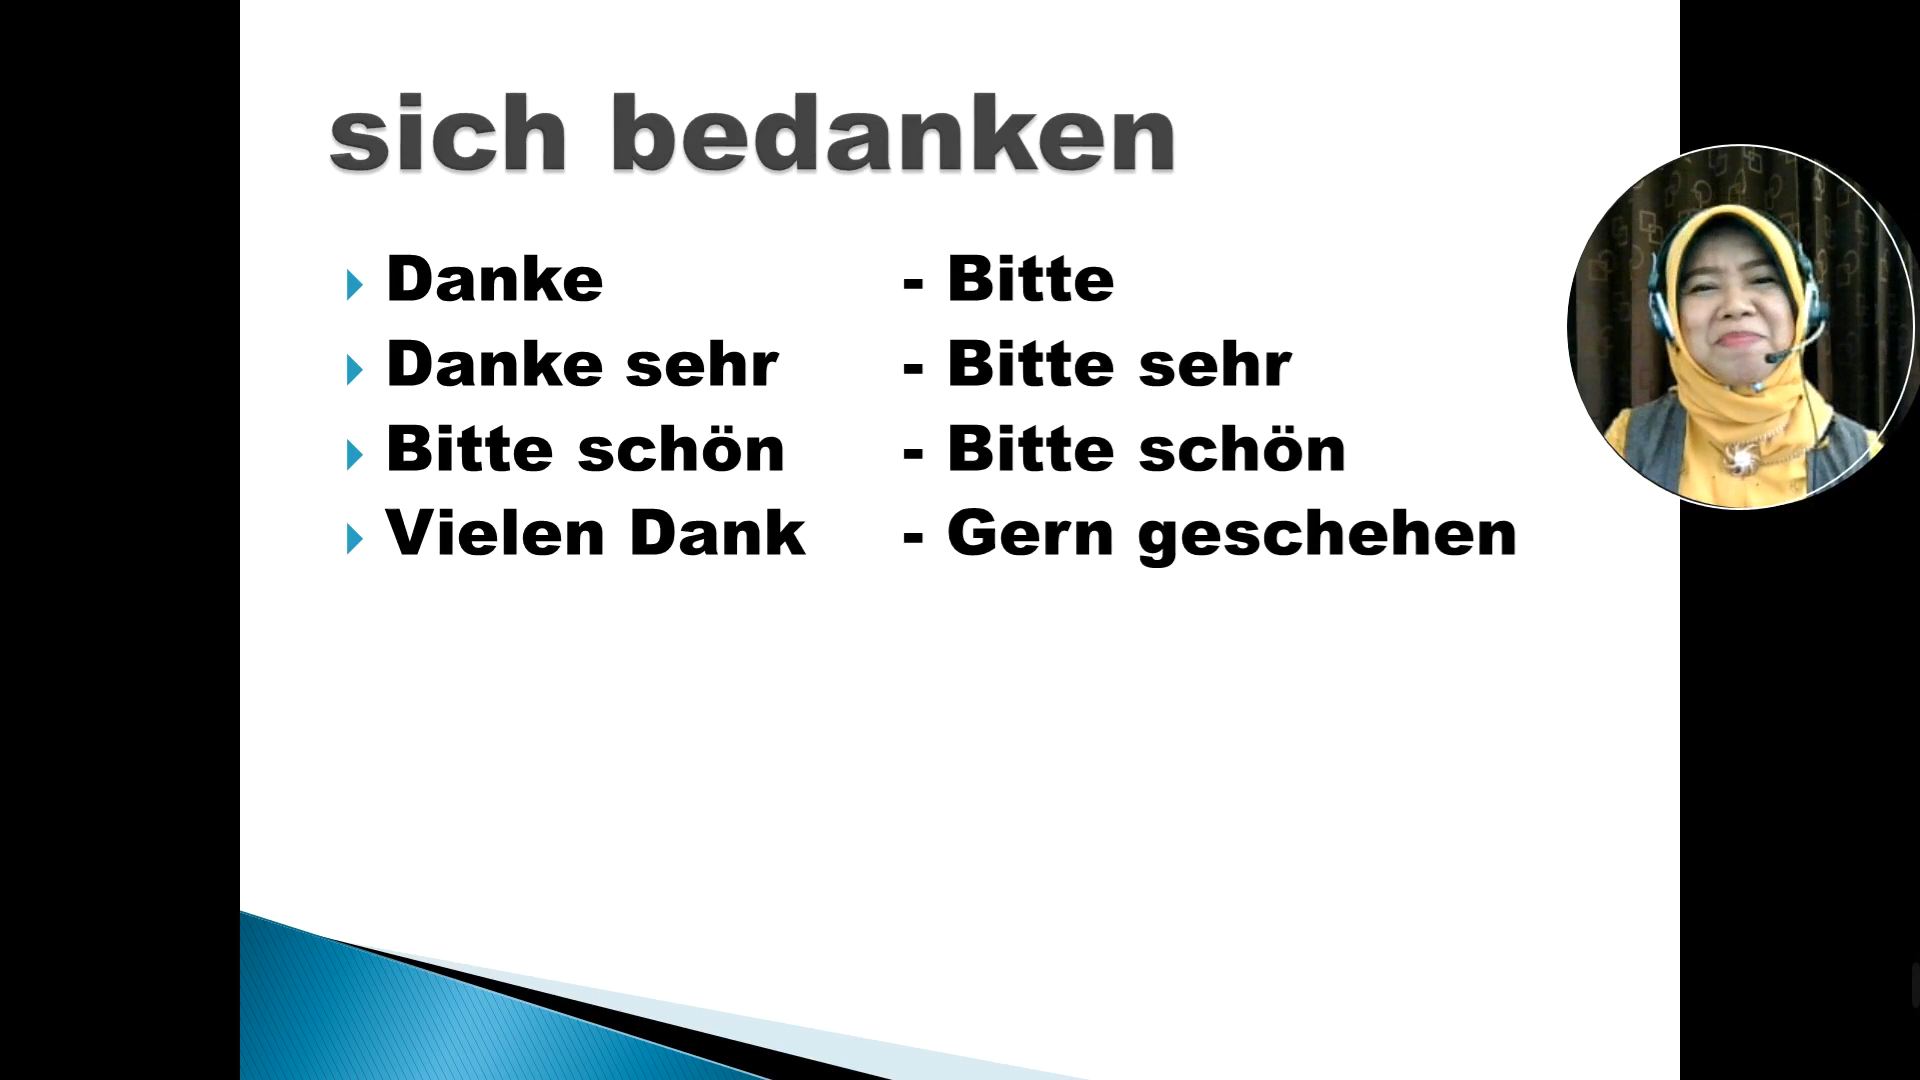 sich bedanken
Danke - Bitte
Danke sehr - Bitte sehr
Bitte schön - Bitte schön
Vielen Dank - Gern geschehen